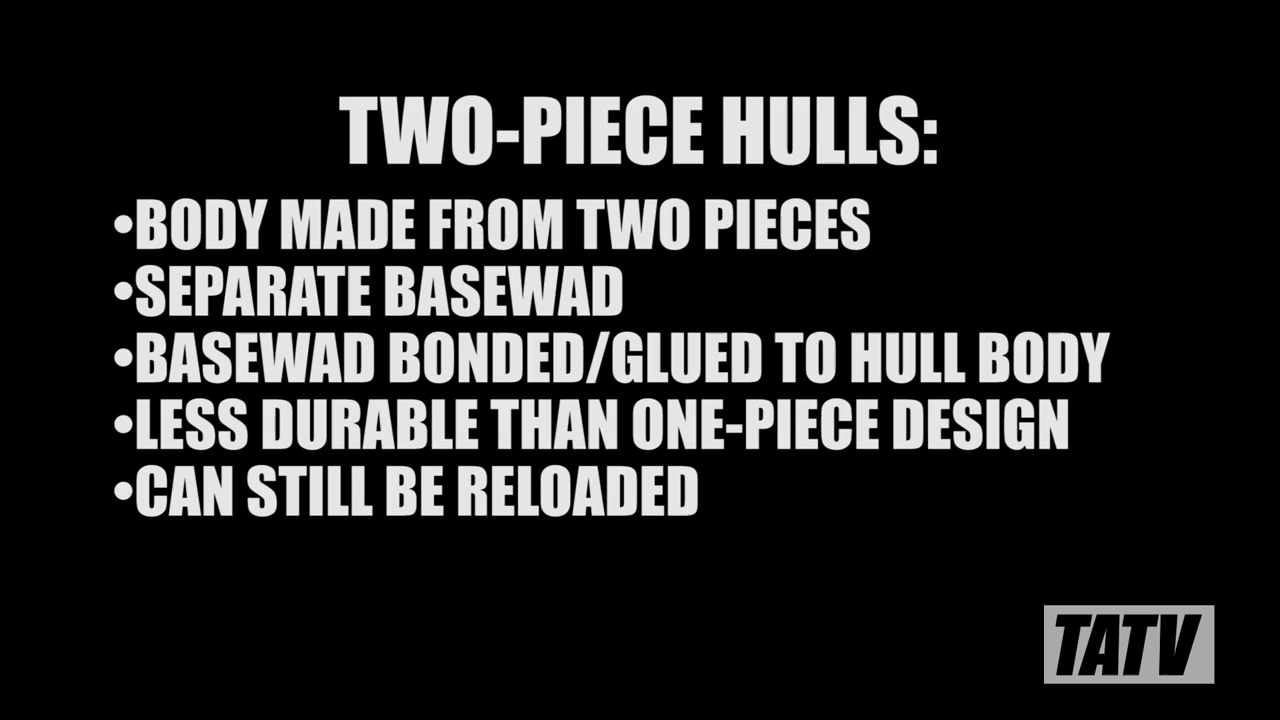 TWO-PIECE HULLS:
•BODY MADE FROM TWO PIECES
•SEPARATE BASEWAD
•BASEWAD BONDED/GLUED TO HULL BODY
•LESS DURABLE THAN ONE-PIECE DESIGN
•CAN STILL BE RELOADED
TATV